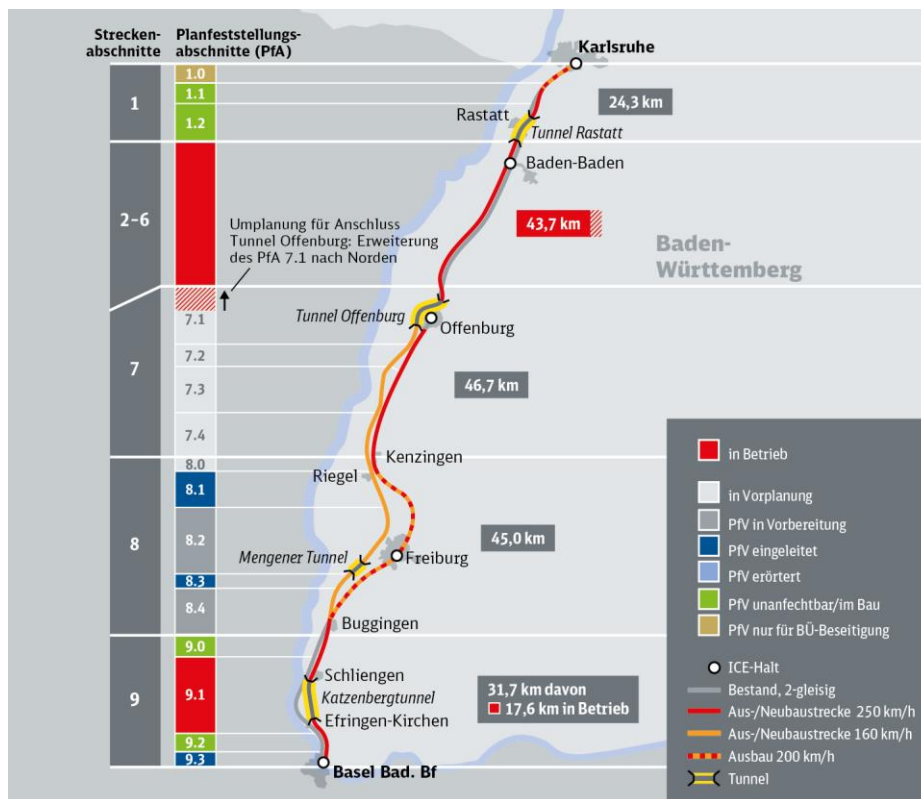 Strecken-
abschnitte
Planfeststellungs-
abschnitte (PfA)
Karlsruhe
1
1.0
1.1
1.2
24,3 km
Rastatt
Tunnel Rastatt
Baden-Baden
2–6
43,7 km
Umplanung für Anschluss
Tunnel Offenburg: Erweiterung
des PfA 7.1 nach Norden
Baden-
Württemberg
Tunnel Offenburg
Offenburg
7
7.1
7.2
7.3
7.4
46,7 km
Kenzingen
Riegel
8
8.0
8.1
8.2
8.3
8.4
45,0 km
Mengener Tunnel
Freiburg
Buggingen
9
9.0
9.1
9.2
9.3
Schliengen
Katzenbergtunnel
Efringen-Kirchen
31,7 km davon
17,6 km in Betrieb
Basel Bad. Bf
in Betrieb
in Vorplanung
PfV in Vorbereitung
PfV eingeleitet
PfV erörtert
PfV unanfechtbar/im Bau
PfV nur für BÜ-Beseitigung
ICE-Halt
Bestand, 2-gleisig
Aus-/Neubaustrecke 250 km/h
Aus-/Neubaustrecke 160 km/h
Ausbau 200 km/h
Tunnel